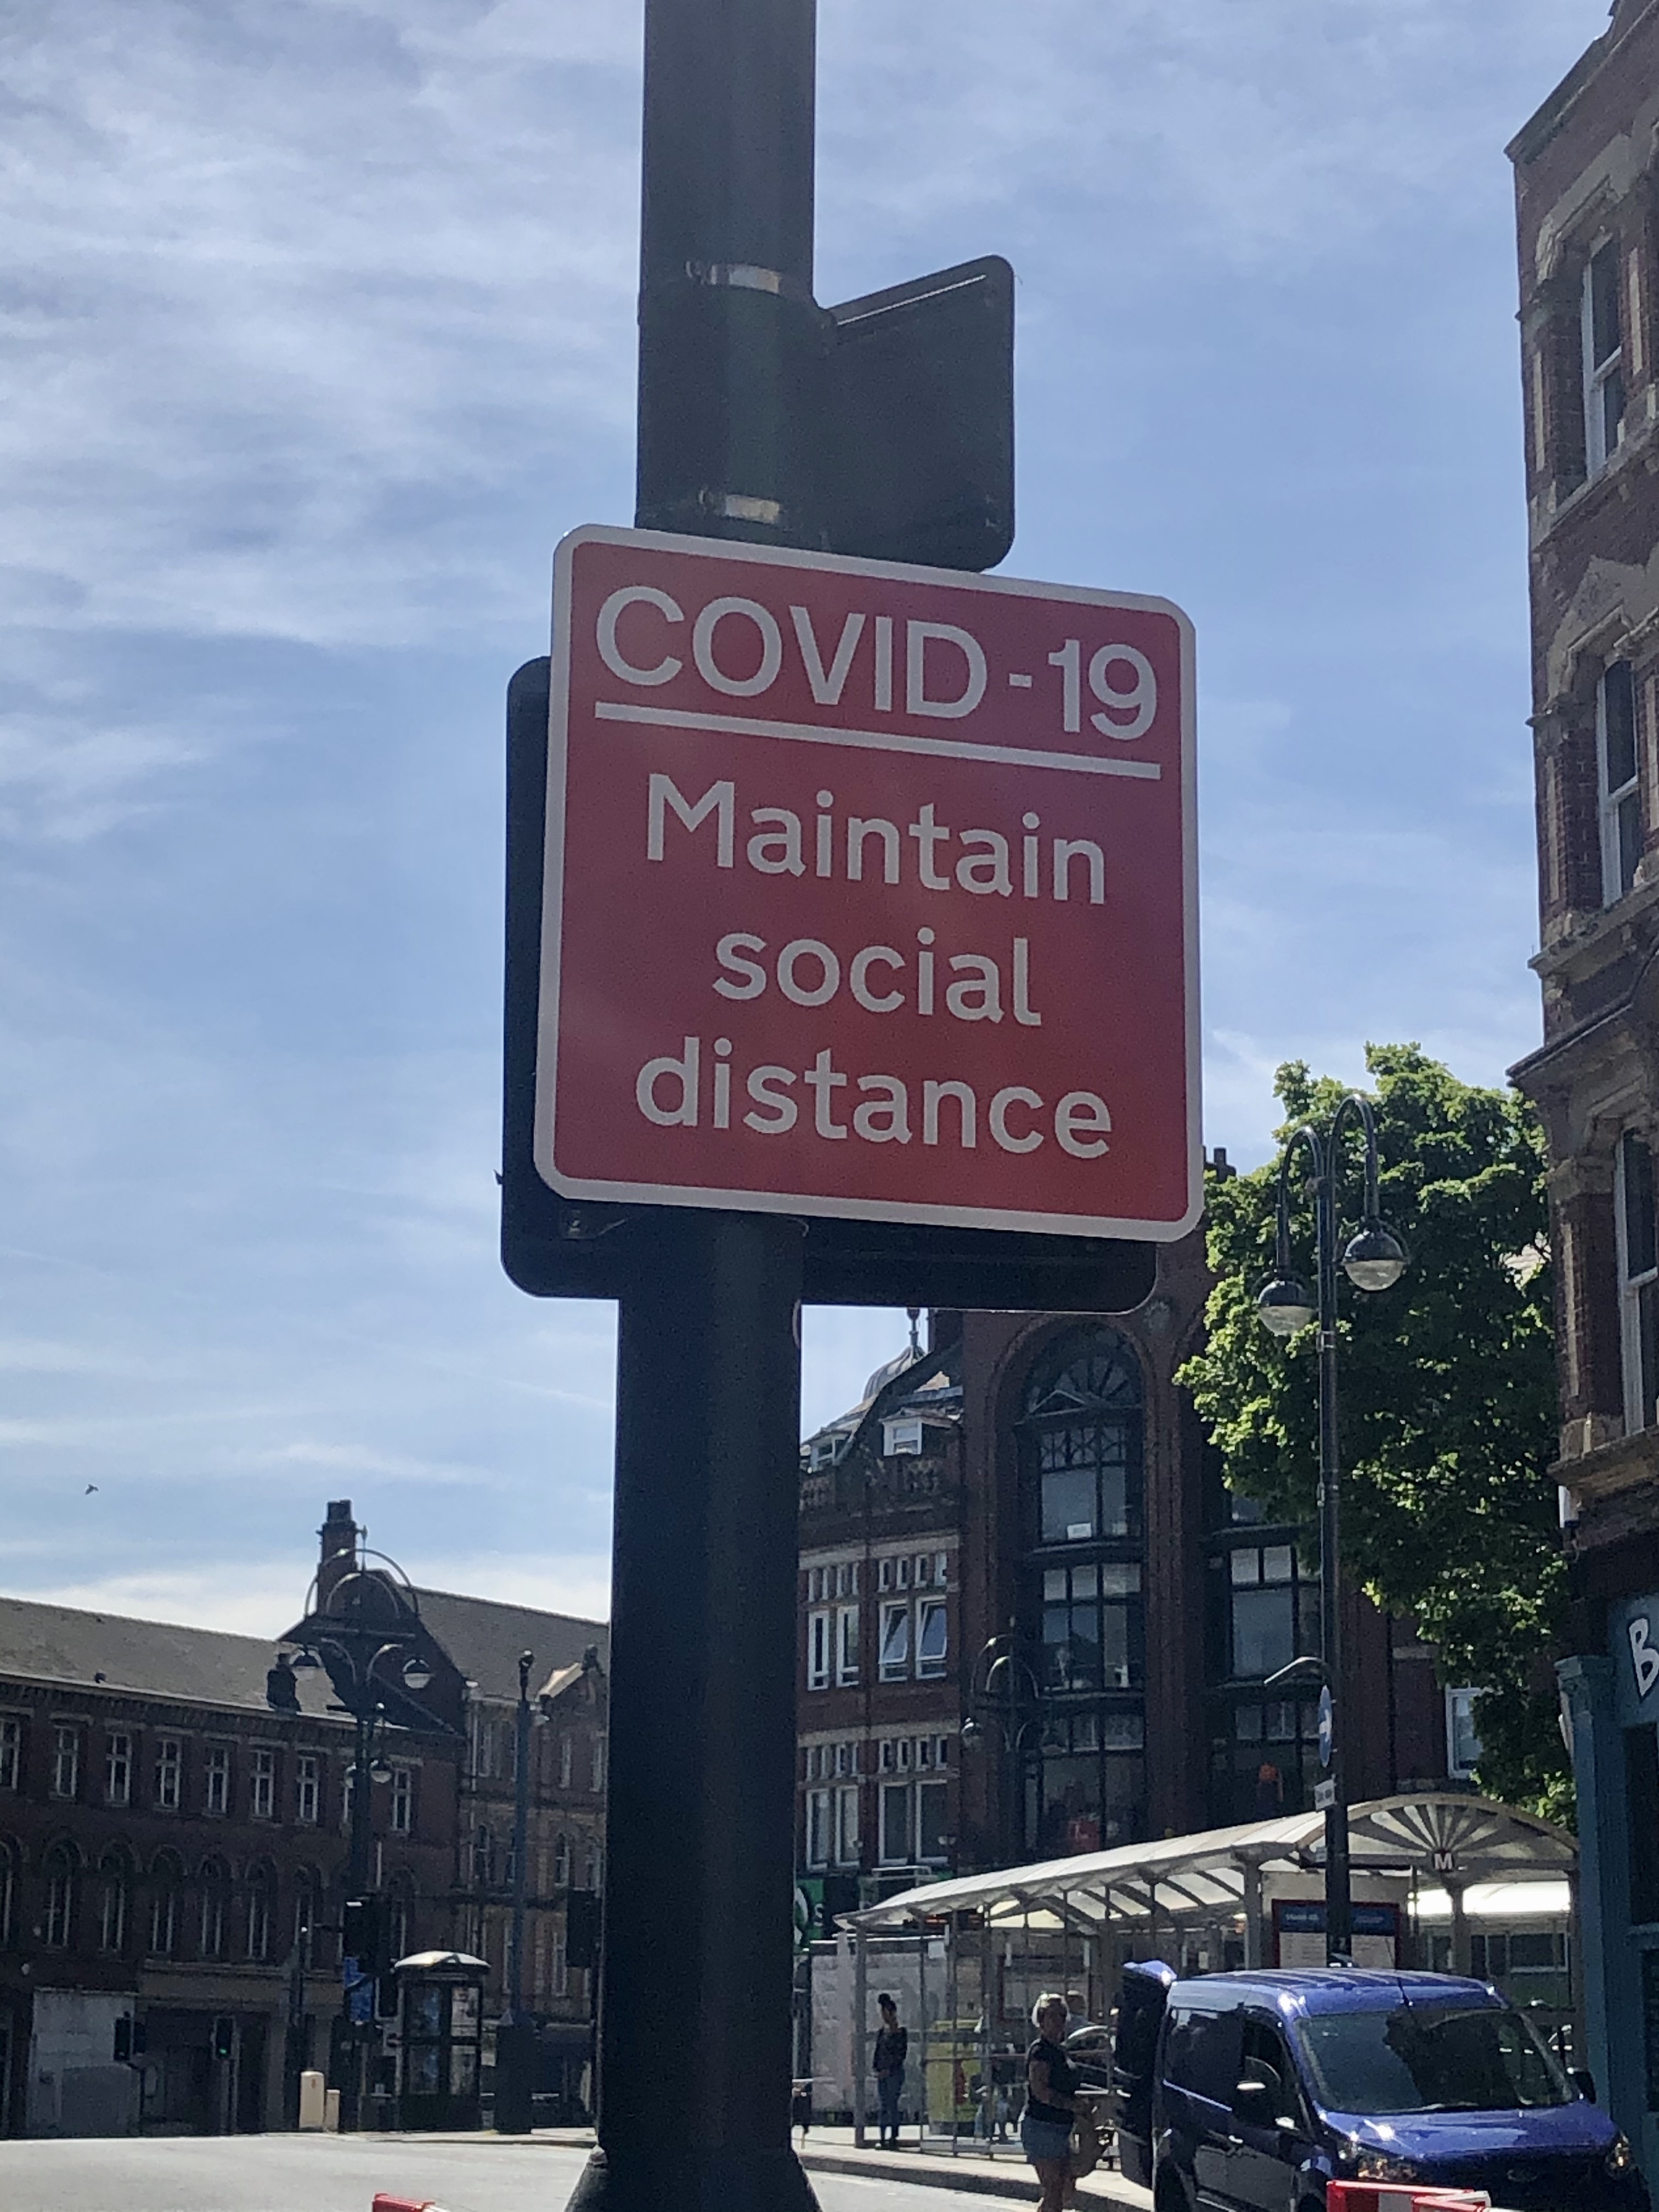 COVID-19
Maintain
social
distance
M
B